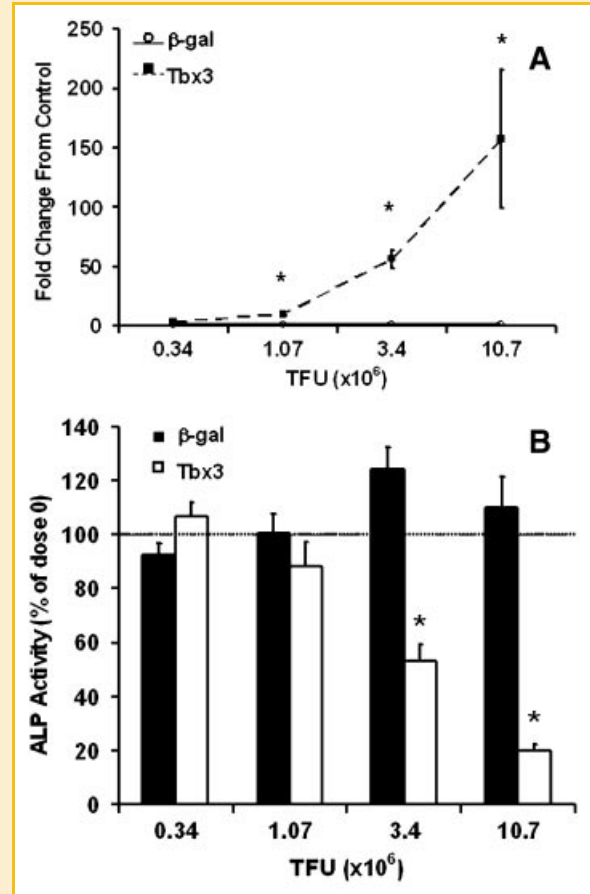 A
β-gal
Tbx3
Fold Change From Control
250
200
150
100
50
0
*
*
*
0.34 1.07 3.4 10.7
TFU (x10⁶)
B
β-gal
Tbx3
ALP Activity (% of dose 0)
140
120
100
80
60
40
20
0
*
*
0.34 1.07 3.4 10.7
TFU (x10⁶)